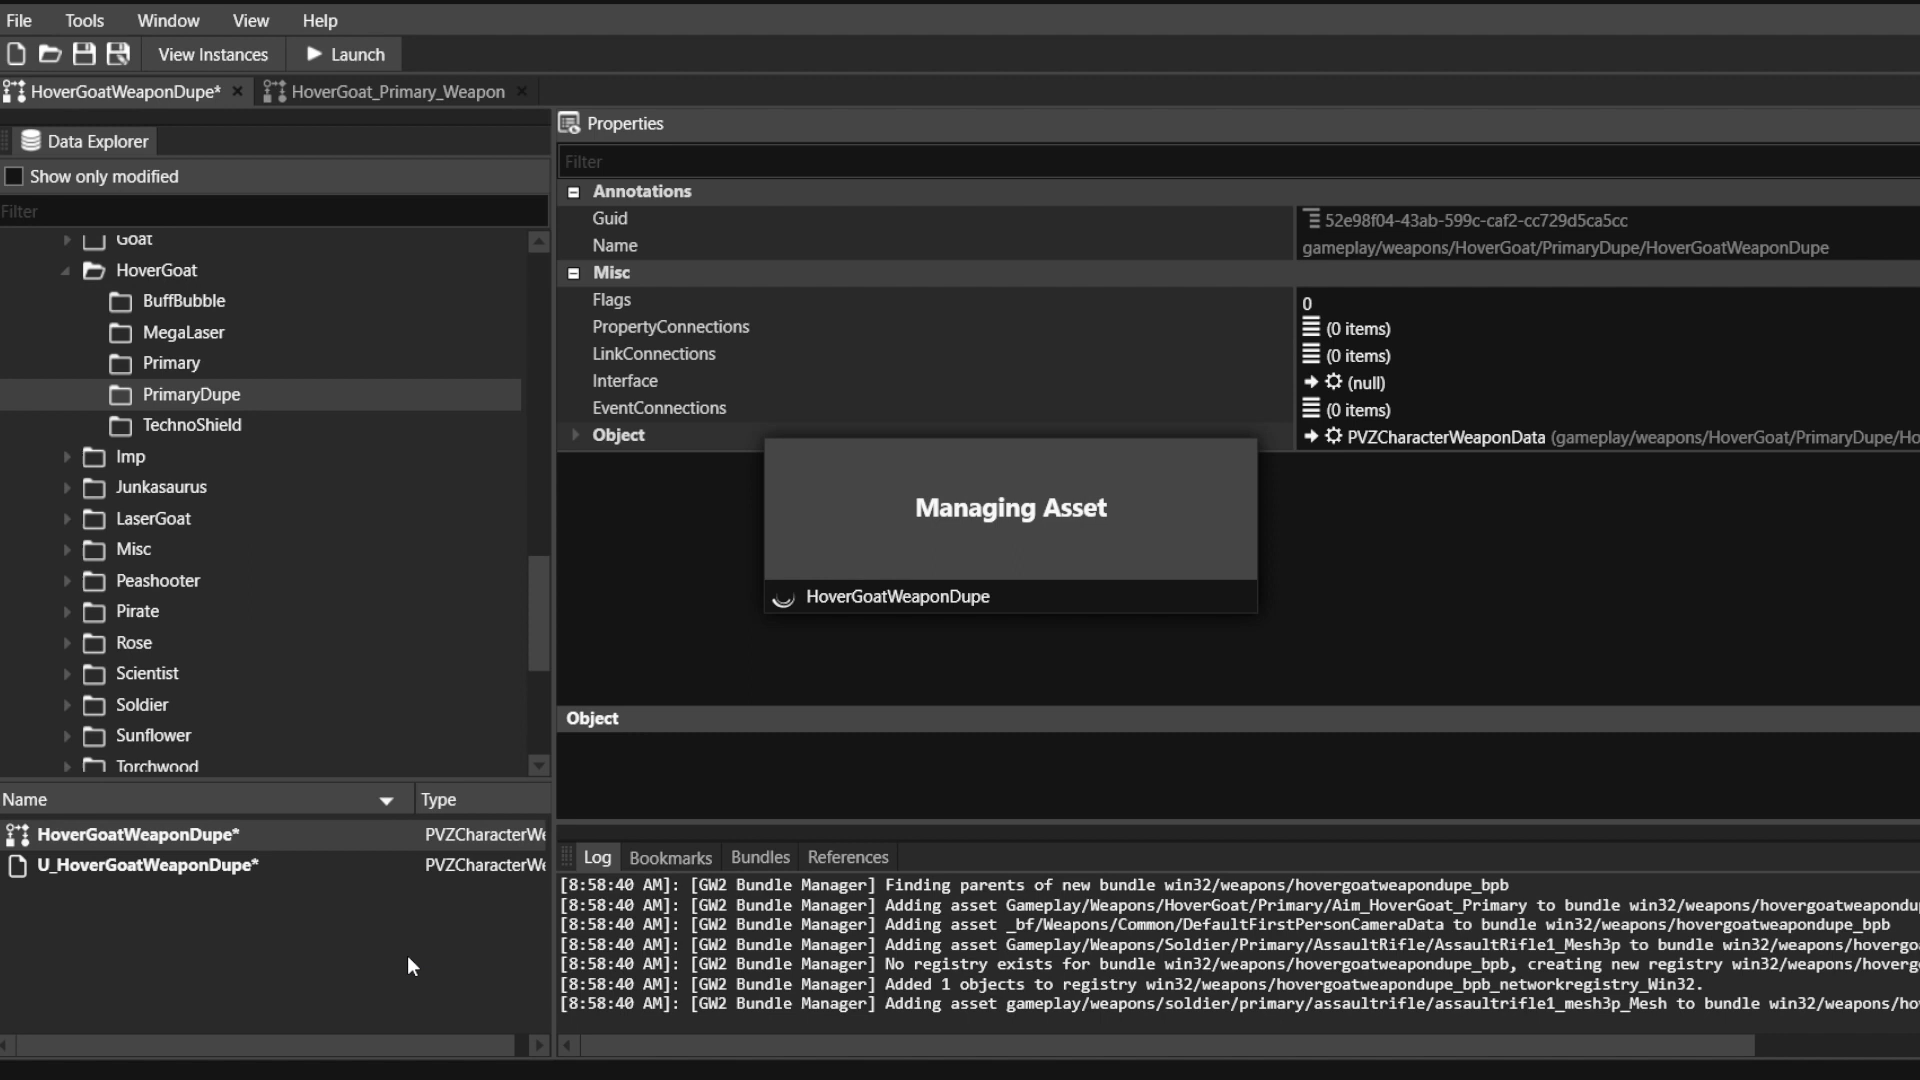 File Tools Window View Help
View Instances Launch
HoverGoatWeaponDupe* HoverGoat_Primary_Weapon
Data Explorer
Show only modified
Filter
Goat
HoverGoat
BuffBubble
MegaLaser
Primary
PrimaryDupe
TechnoShield
Imp
Junkasaurus
LaserGoat
Misc
Peashooter
Pirate
Rose
Scientist
Soldier
Sunflower
Torchwood
Name Type
HoverGoatWeaponDupe* PVZCharacterWe
U_HoverGoatWeaponDupe* PVZCharacterWe
Properties
Filter
Annotations
Guid 52e98f04-43ab-599c-caf2-cc729d5ca5cc
Name gameplay/weapons/HoverGoat/PrimaryDupe/HoverGoatWeaponDupe
Misc
Flags 0
PropertyConnections (0 items)
LinkConnections (0 items)
Interface (null)
EventConnections (0 items)
Object PVZCharacterWeaponData (gameplay/weapons/HoverGoat/PrimaryDupe/Ho
Managing Asset
HoverGoatWeaponDupe
Object
Log Bookmarks Bundles References
[8:58:40 AM]: [GW2 Bundle Manager] Finding parents of new bundle win32/weapons/hovergoatweapondupe_bpb
[8:58:40 AM]: [GW2 Bundle Manager] Adding asset Gameplay/Weapons/HoverGoat/Primary/Aim_HoverGoat_Primary to bundle win32/weapons/hovergoatweapondu
[8:58:40 AM]: [GW2 Bundle Manager] Adding asset _bf/Weapons/Common/DefaultFirstPersonCameraData to bundle win32/weapons/hovergoatweapondupe_bpb
[8:58:40 AM]: [GW2 Bundle Manager] Adding asset Gameplay/Weapons/Soldier/Primary/AssaultRifle/AssaultRifle1_Mesh3p to bundle win32/weapons/hovergo
[8:58:40 AM]: [GW2 Bundle Manager] No registry exists for bundle win32/weapons/hovergoatweapondupe_bpb, creating new registry win32/weapons/hoverg
[8:58:40 AM]: [GW2 Bundle Manager] Added 1 objects to registry win32/weapons/hovergoatweapondupe_bpb_networkregistry_Win32.
[8:58:40 AM]: [GW2 Bundle Manager] Adding asset gameplay/weapons/soldier/primary/assaultrifle/assaultrifle1_mesh3p_Mesh to bundle win32/weapons/ho